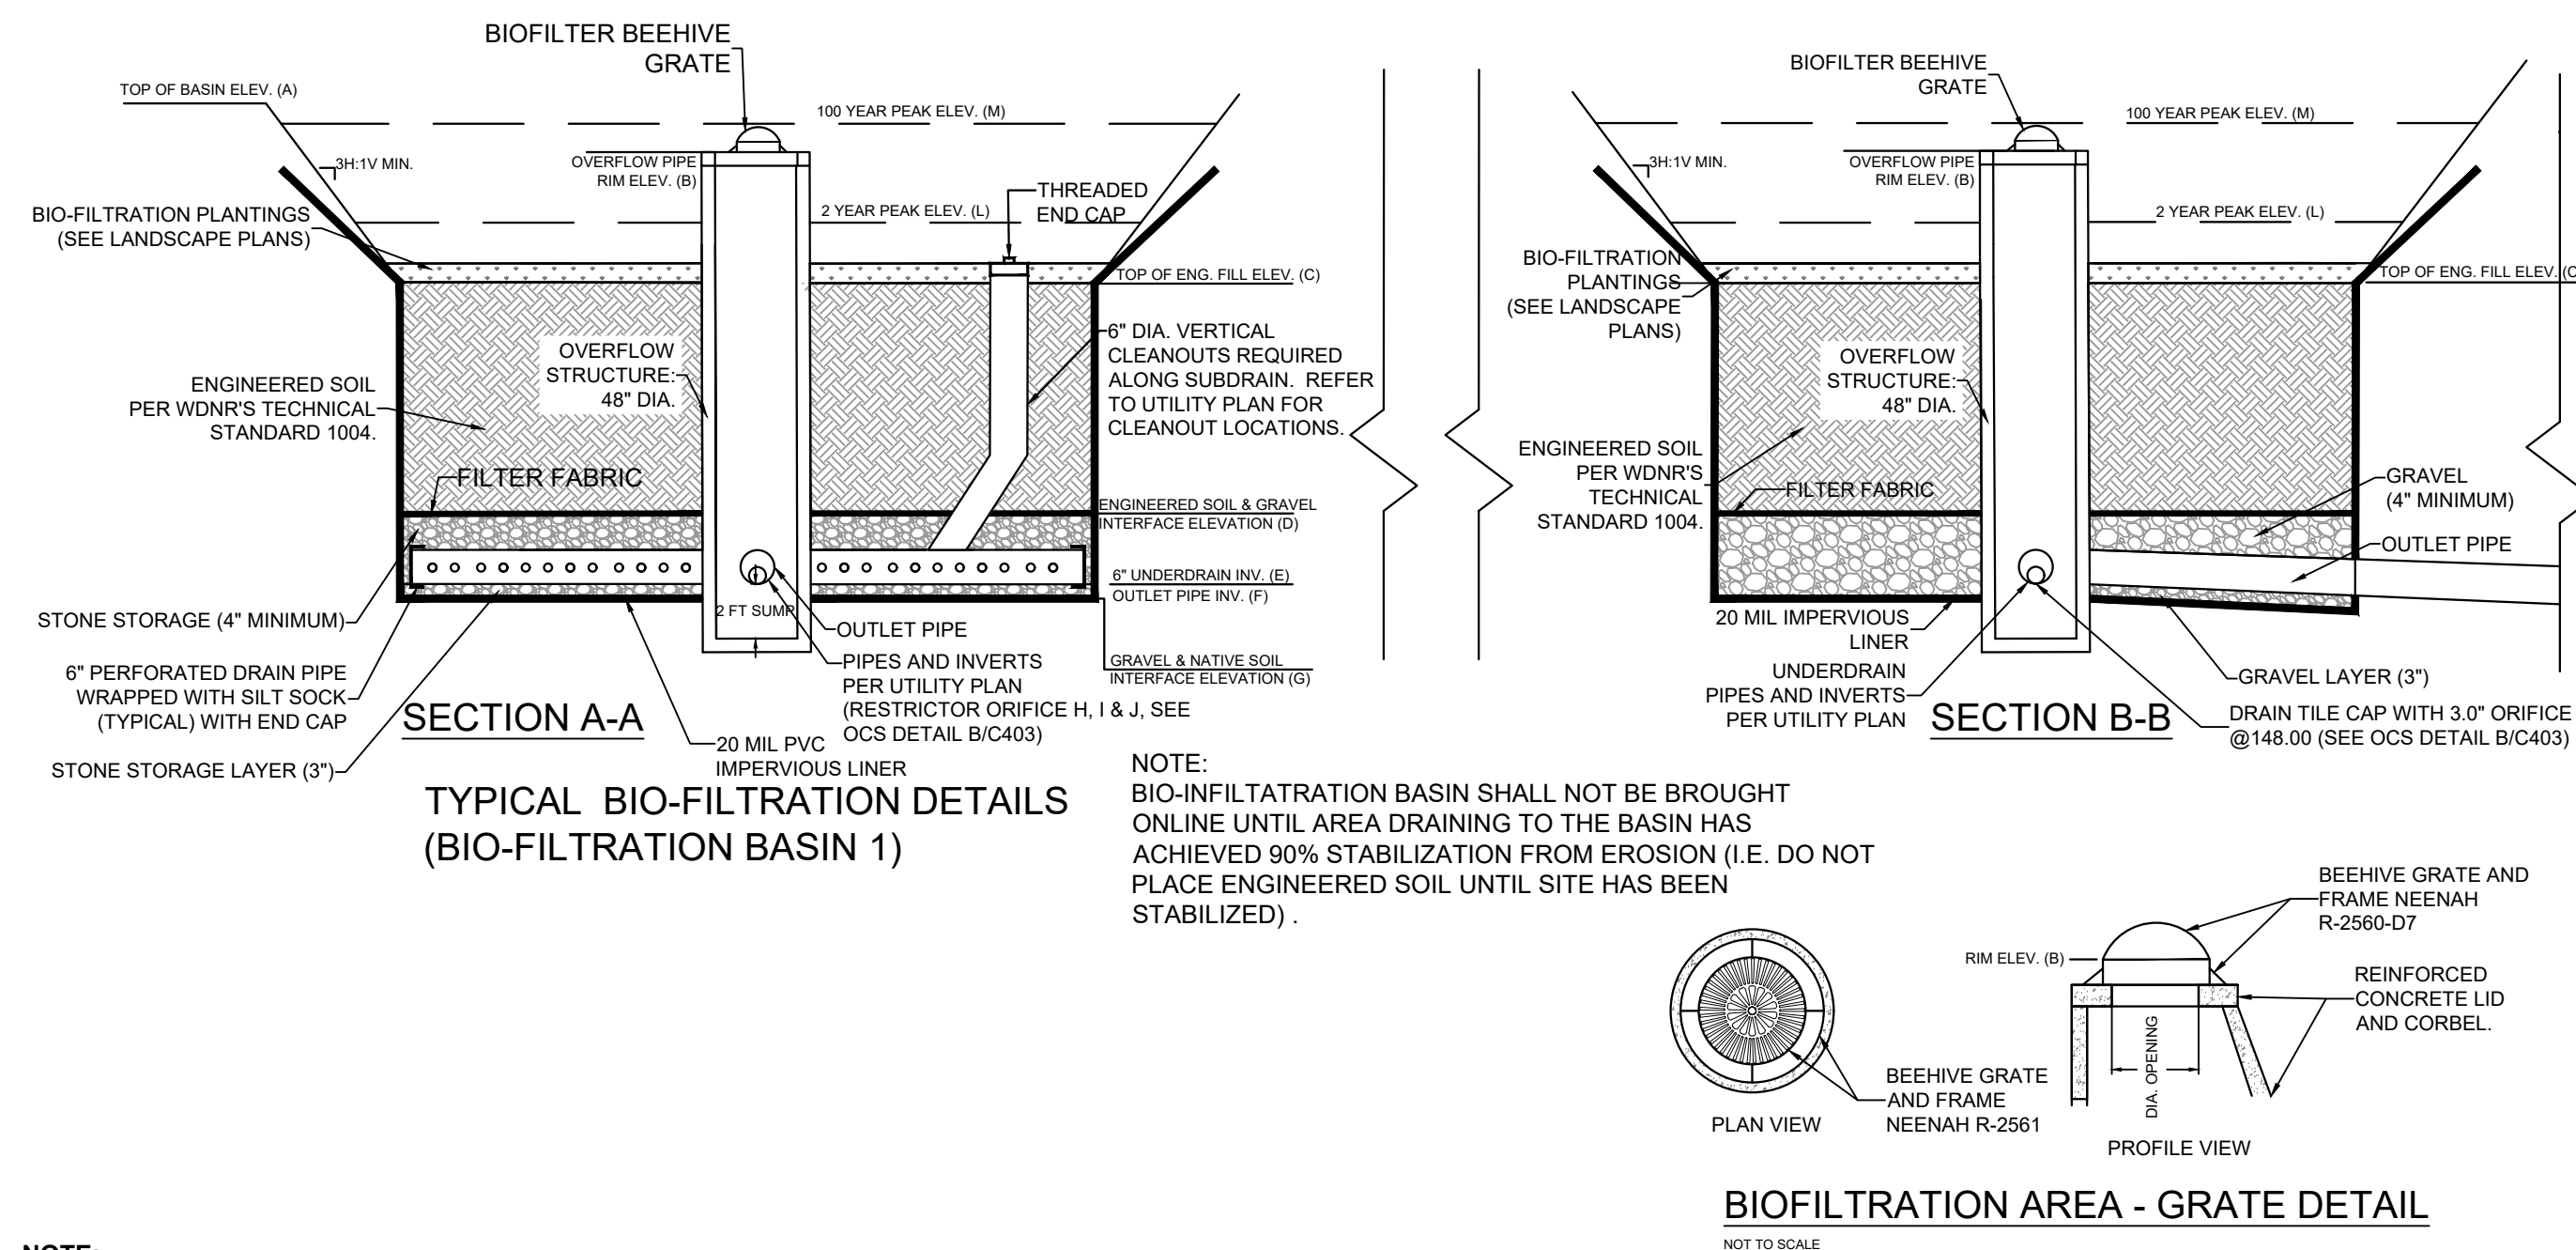 BIOFILTER BEEHIVE
GRATE
TOP OF BASIN ELEV. (A)
100 YEAR PEAK ELEV. (M)
3H:1V MIN.
OVERFLOW PIPE
RIM ELEV. (B)
THREADED
END CAP
BIO-FILTRATION PLANTINGS
(SEE LANDSCAPE PLANS)
2 YEAR PEAK ELEV. (L)
TOP OF ENG. FILL ELEV. (C)
6" DIA. VERTICAL
CLEANOUTS REQUIRED
ALONG SUBDRAIN. REFER
TO UTILITY PLAN FOR
CLEANOUT LOCATIONS.
OVERFLOW
STRUCTURE:
48" DIA.
ENGINEERED SOIL
PER WDNR'S TECHNICAL
STANDARD 1004.
FILTER FABRIC
ENGINEERED SOIL & GRAVEL
INTERFACE ELEVATION (D)
6" UNDERDRAIN INV. (E)
OUTLET PIPE INV. (F)
2 FT SUMP
STONE STORAGE (4" MINIMUM)
OUTLET PIPE
PIPES AND INVERTS
PER UTILITY PLAN
(RESTRICTOR ORIFICE H, I & J, SEE
OCS DETAIL B/C403)
GRAVEL & NATIVE SOIL
INTERFACE ELEVATION (G)
6" PERFORATED DRAIN PIPE
WRAPPED WITH SILT SOCK
(TYPICAL) WITH END CAP
SECTION A-A
20 MIL PVC
IMPERVIOUS LINER
STONE STORAGE LAYER (3")
TYPICAL BIO-FILTRATION DETAILS
(BIO-FILTRATION BASIN 1)
BIOFILTER BEEHIVE
GRATE
100 YEAR PEAK ELEV. (M)
3H:1V MIN.
OVERFLOW PIPE
RIM ELEV. (B)
2 YEAR PEAK ELEV. (L)
BIO-FILTRATION
PLANTINGS
(SEE LANDSCAPE
PLANS)
TOP OF ENG. FILL ELEV. (C
OVERFLOW
STRUCTURE:
48" DIA.
ENGINEERED SOIL
PER WDNR'S
TECHNICAL
STANDARD 1004.
FILTER FABRIC
GRAVEL
(4" MINIMUM)
OUTLET PIPE
20 MIL IMPERVIOUS
LINER
UNDERDRAIN
PIPES AND INVERTS
PER UTILITY PLAN
GRAVEL LAYER (3")
SECTION B-B
DRAIN TILE CAP WITH 3.0" ORIFICE
@148.00 (SEE OCS DETAIL B/C403)
NOTE:
BIO-INFILTATRATION BASIN SHALL NOT BE BROUGHT
ONLINE UNTIL AREA DRAINING TO THE BASIN HAS
ACHIEVED 90% STABILIZATION FROM EROSION (I.E. DO NOT
PLACE ENGINEERED SOIL UNTIL SITE HAS BEEN
STABILIZED) .
BEEHIVE GRATE AND
FRAME NEENAH
R-2560-D7
RIM ELEV. (B)
REINFORCED
CONCRETE LID
AND CORBEL.
DIA. OPENING
BEEHIVE GRATE
AND FRAME
NEENAH R-2561
PLAN VIEW
PROFILE VIEW
BIOFILTRATION AREA - GRATE DETAIL
NOT TO SCALE
NOTE: